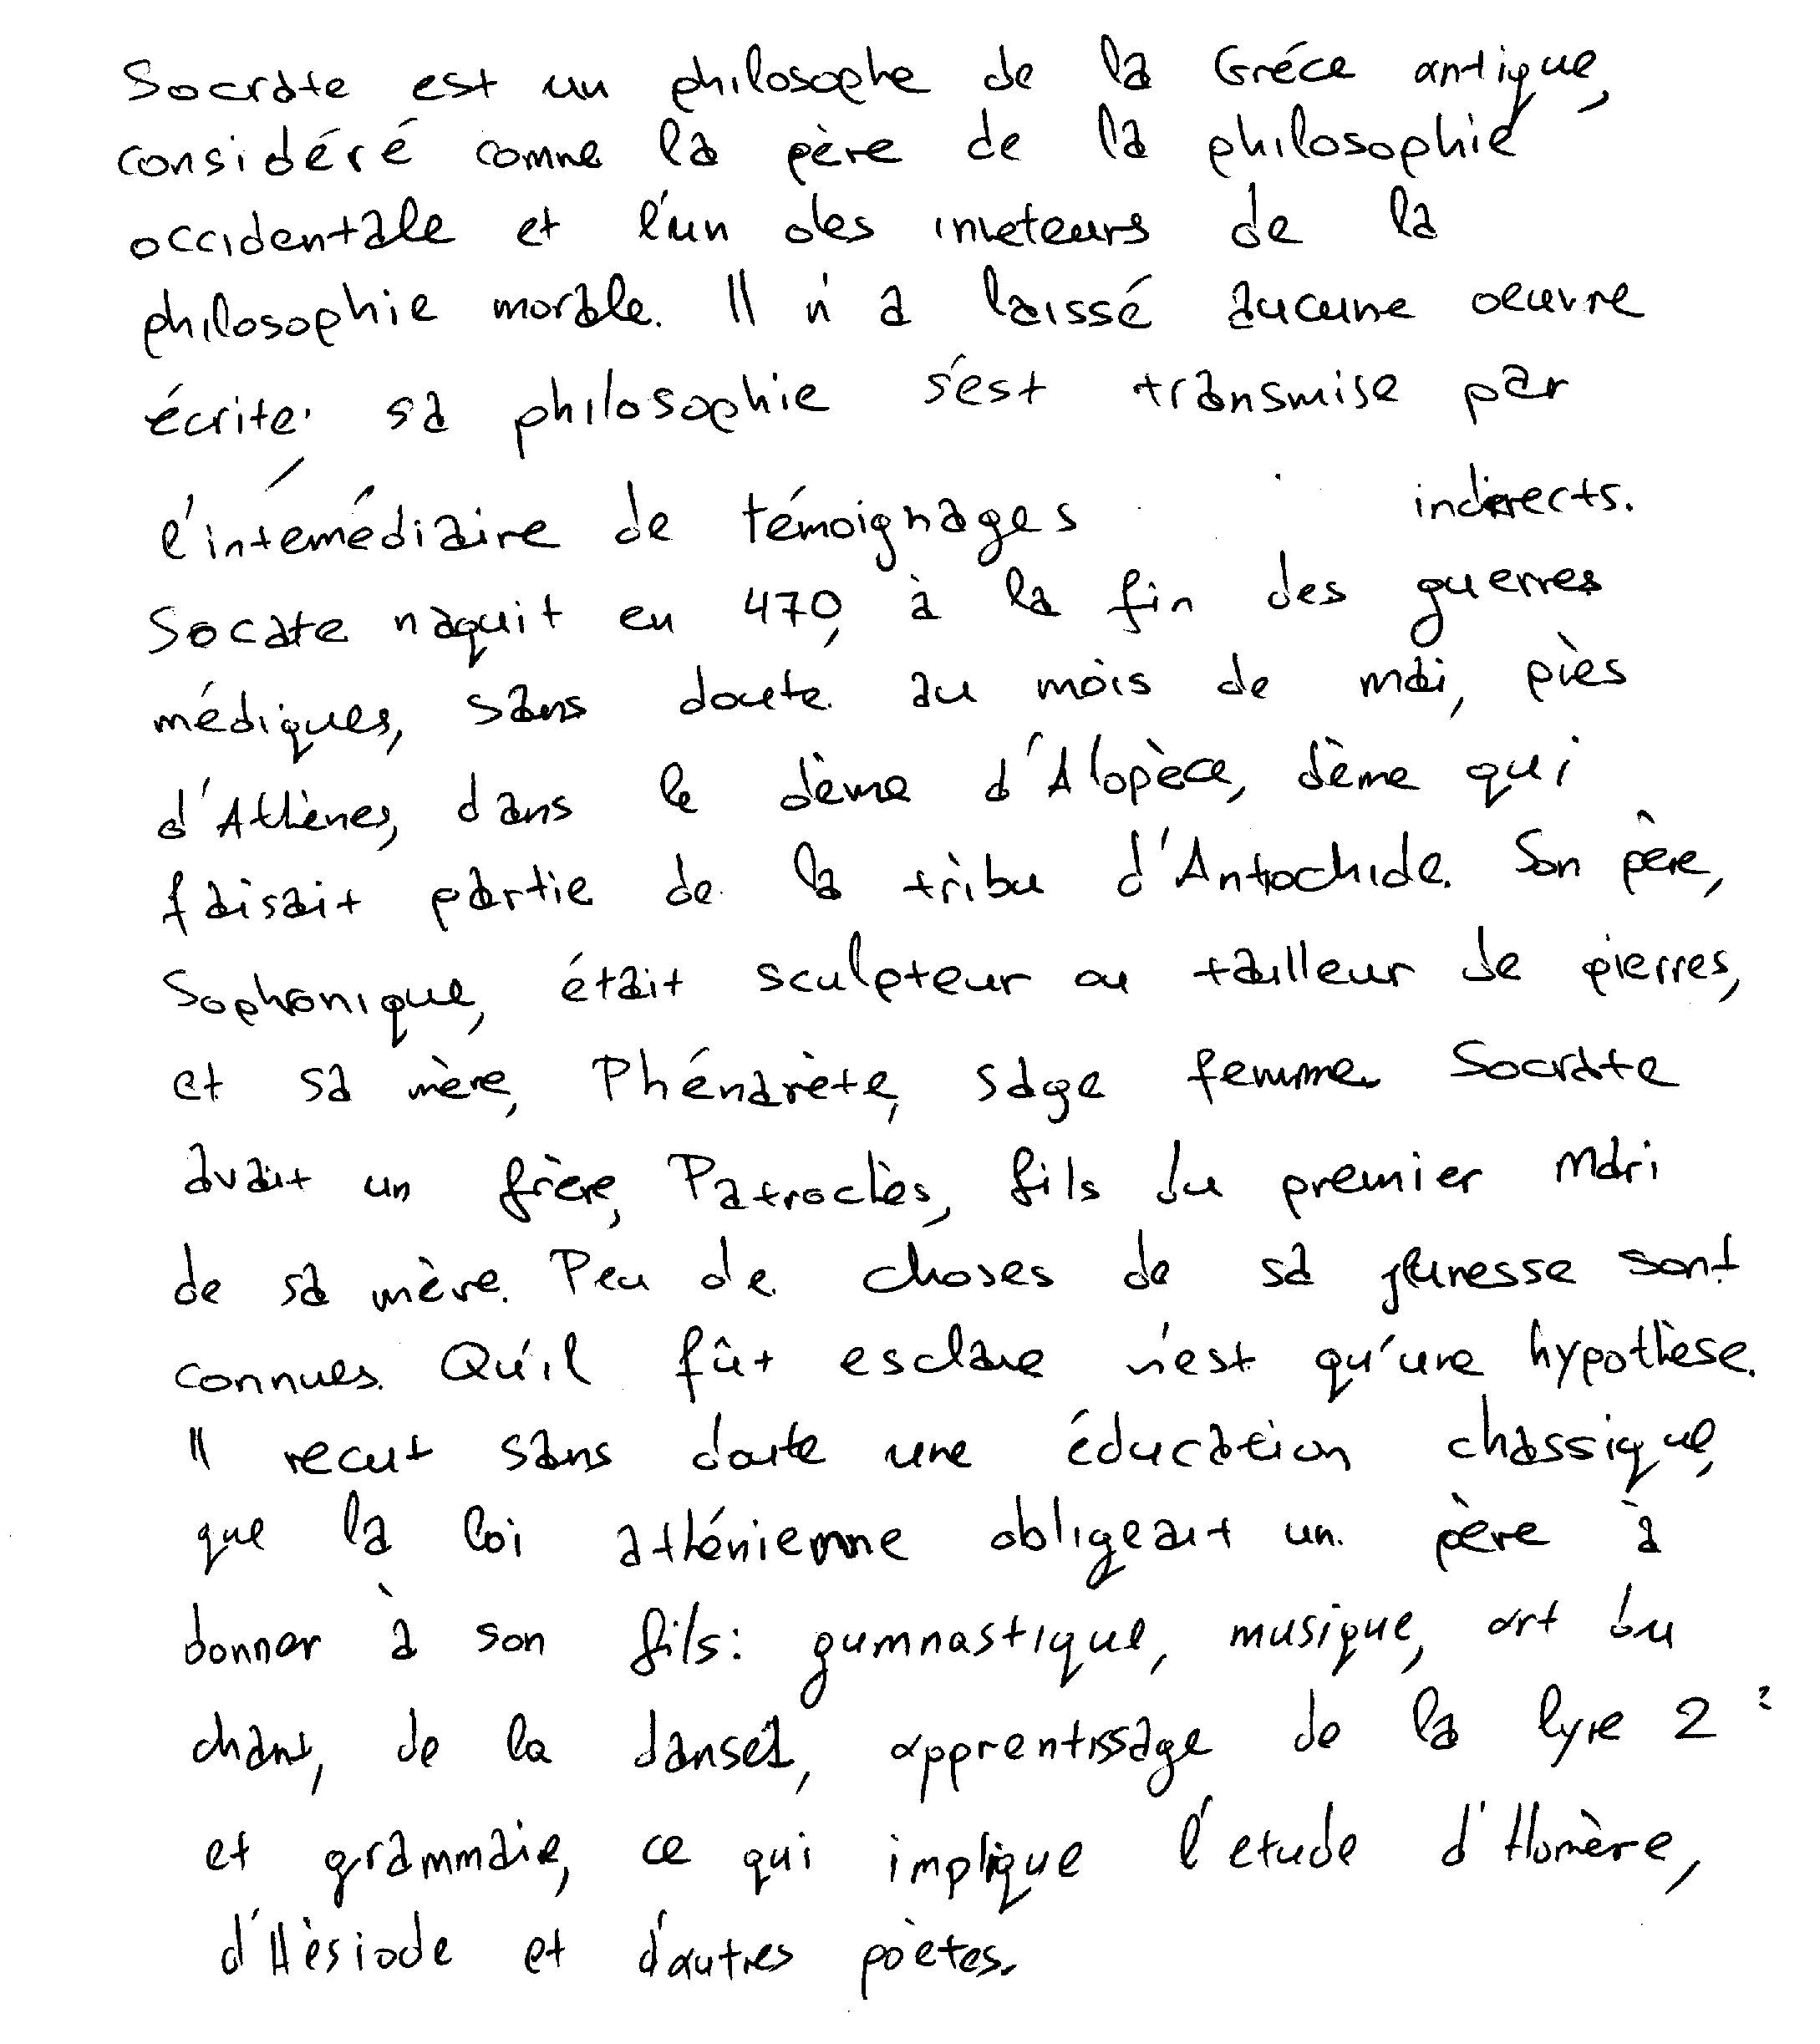 Socrate est un philosophe de la Gréce antique,
considéré comme la père de la philosophie
occidentale et l'un des inveteurs de la
philosophie morale. Il n'a laissé aucune oeuvre
écrite, sa philosophie s'est transmise par
l'intemédiaire de témoignages indirects.
Socate naquit en 470, à la fin des guerres
médiques, sans doute au mois de mai, près
d'Athènes, dans le dème d'Alopèce, dème qui
faisait partie de la tribu d'Antiochide. Son père,
Sophronique, était sculpteur ou tailleur de pierres,
et sa mère, Phénarète, sage femme. Socrate
avait un frère, Patroclès, fils du premier mari
de sa mère. Peu de choses de sa jeunesse sont
connues. Qu'il fût esclave n'est qu'une hypothèse.
Il recut sans doute une éducation chassique,
que la loi athénienne obligeait un père à
donner à son fils: gumnastique, musique, art du
chant, de la danse1, apprentissage de la lyre 2
et grammaie, ce qui implique l'etude d'Homère,
d'Hèsiode et d'autres poètes.